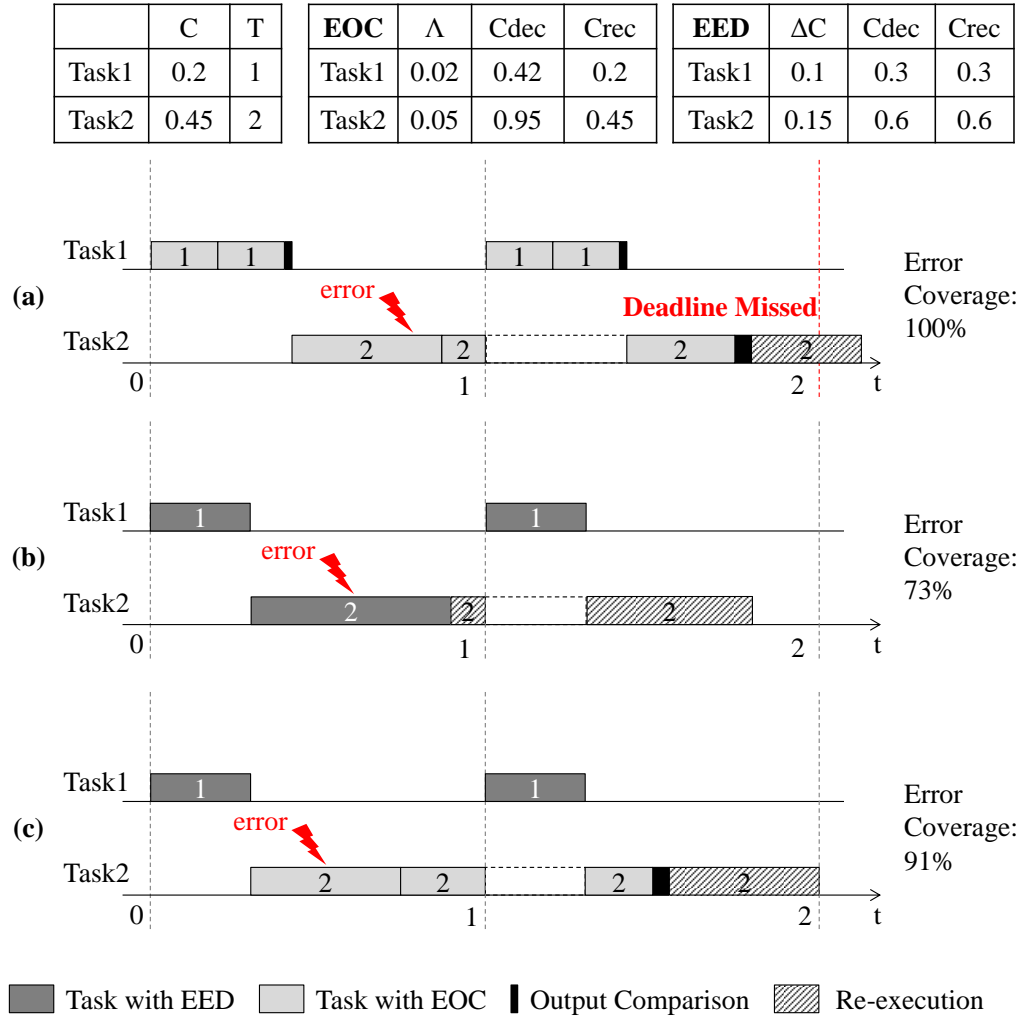 C T
Task1 0.2 1
Task2 0.45 2
EOC Λ Cdec Crec
Task1 0.02 0.42 0.2
Task2 0.05 0.95 0.45
EED ΔC Cdec Crec
Task1 0.1 0.3 0.3
Task2 0.15 0.6 0.6
(a)
Task1
1 1 1 1
error
Deadline Missed
Task2
2 2 2 2
0 1 2 t
Error
Coverage:
100%
(b)
Task1
1 1
error
Task2
2 2 2
0 1 2 t
Error
Coverage:
73%
(c)
Task1
1 1
error
Task2
2 2 2 2
0 1 2 t
Error
Coverage:
91%
Task with EED Task with EOC Output Comparison Re-execution